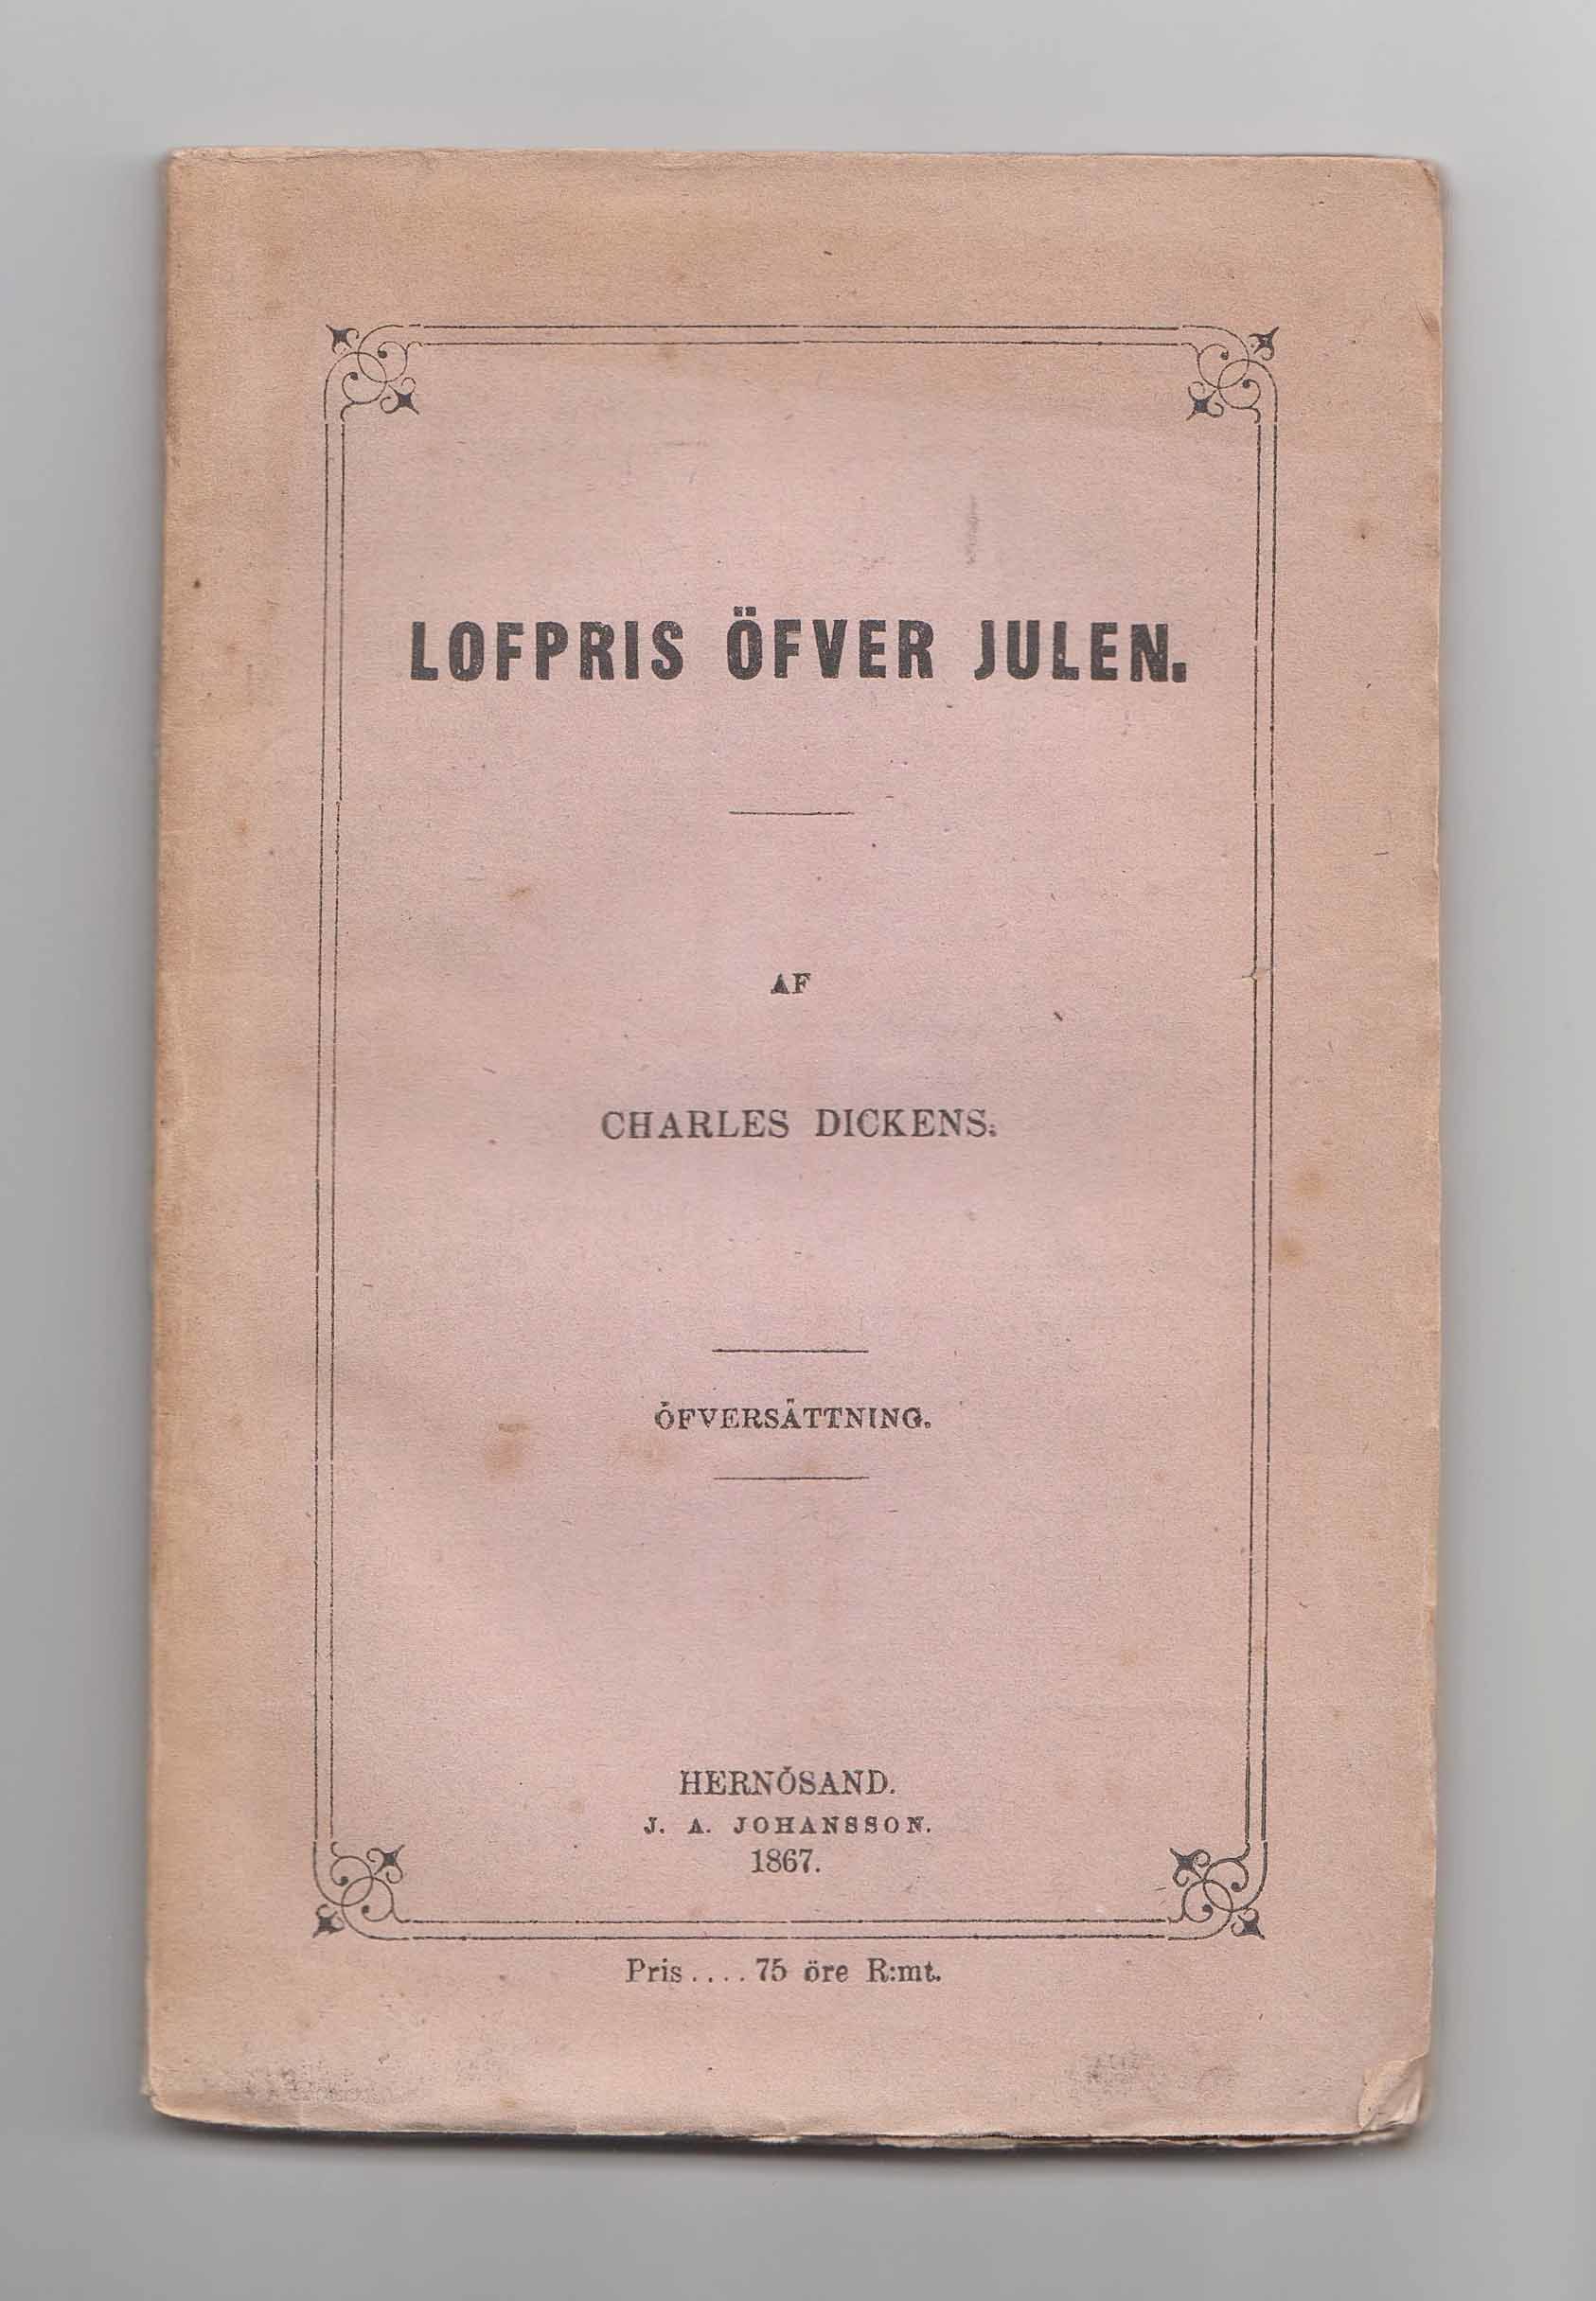 LOFPRIS ÖFVER JULEN.
AF
CHARLES DICKENS.
ÖFVERSÄTTNING.
HERNÖSAND.
J. A. JOHANSSON.
1867.
Pris.... 75 öre R:mt.